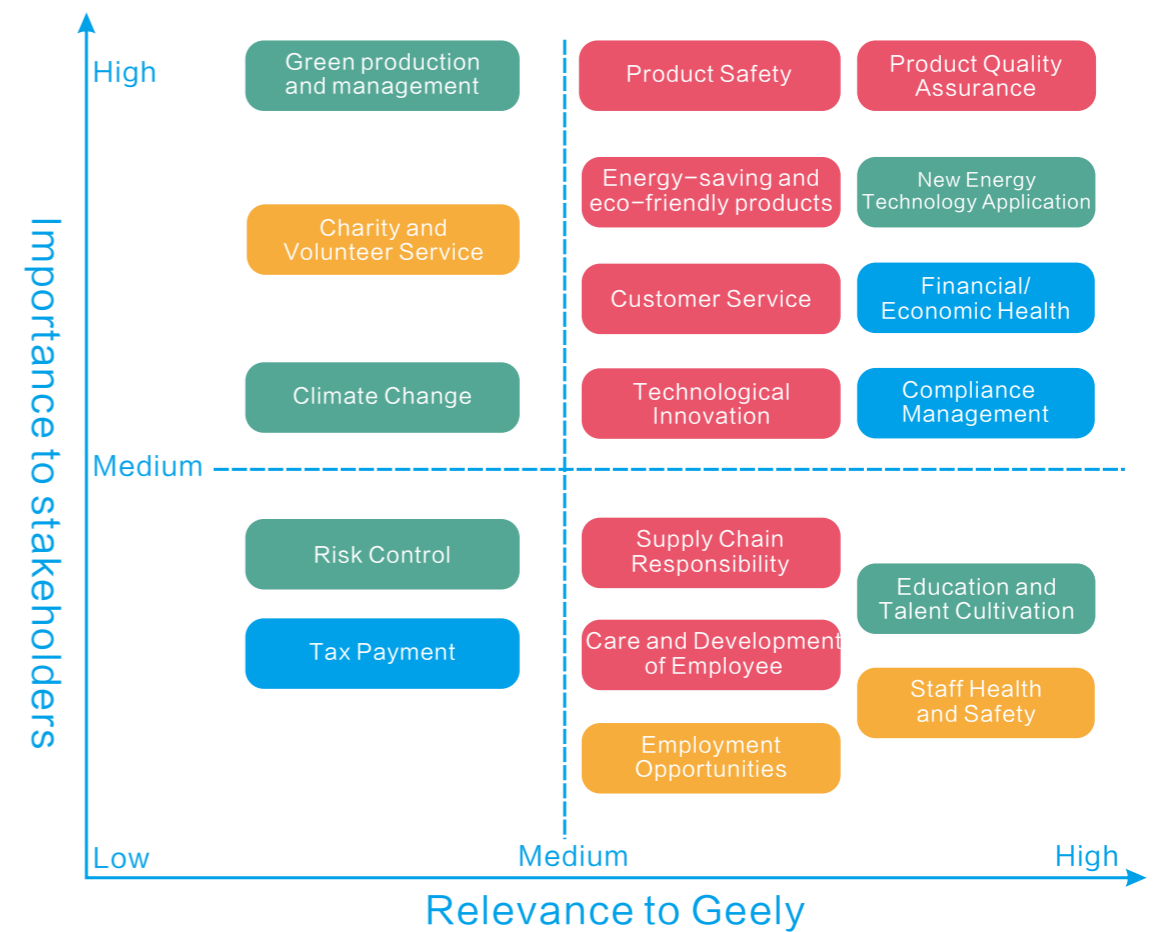 High
Green production
and management
Product Safety
Product Quality
Assurance
Energy-saving and
eco-friendly products
New Energy
Technology Application
Charity and
Volunteer Service
Customer Service
Financial/
Economic Health
Climate Change
Technological
Innovation
Compliance
Management
Importance to stakeholders
Medium
Risk Control
Supply Chain
Responsibility
Education and
Talent Cultivation
Tax Payment
Care and Development
of Employee
Staff Health
and Safety
Employment
Opportunities
Low
Medium
High
Relevance to Geely